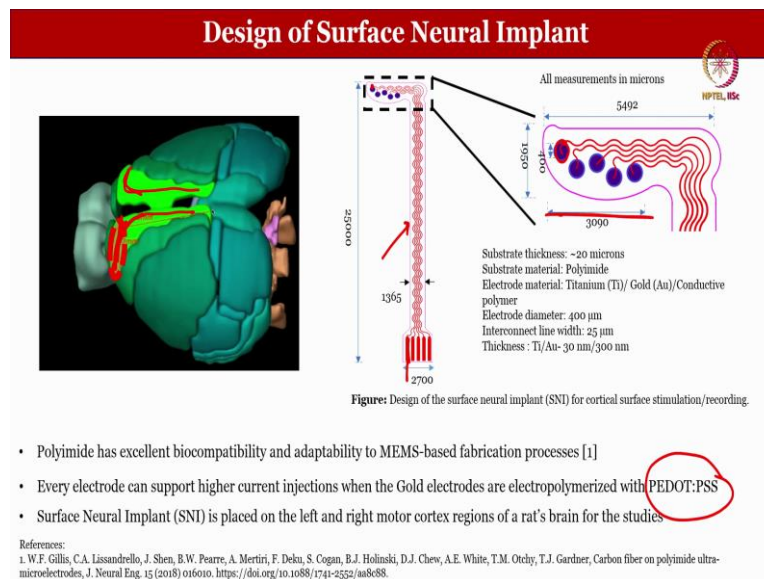 Design of Surface Neural Implant
All measurements in microns
NPTEL, IISc
5492
1950
400
3090
25000
1365
2700
Substrate thickness: ~20 microns
Substrate material: Polyimide
Electrode material: Titanium (Ti)/ Gold (Au)/Conductive
polymer
Electrode diameter: 400 µm
Interconnect line width: 25 µm
Thickness : Ti/Au- 30 nm/300 nm
Figure: Design of the surface neural implant (SNI) for cortical surface stimulation/recording.
• Polyimide has excellent biocompatibility and adaptability to MEMS-based fabrication processes [1]
• Every electrode can support higher current injections when the Gold electrodes are electropolymerized with PEDOT:PSS
• Surface Neural Implant (SNI) is placed on the left and right motor cortex regions of a rat's brain for the studies
References:
1. W.F. Gillis, C.A. Lissandrello, J. Shen, B.W. Pearre, A. Mertiri, F. Deku, S. Cogan, B.J. Holinski, D.J. Chew, A.E. White, T.M. Otchy, T.J. Gardner, Carbon fiber on polyimide ultra-
microelectrodes, J. Neural Eng. 15 (2018) 016010. https://doi.org/10.1088/1741-2552/aa8c88.